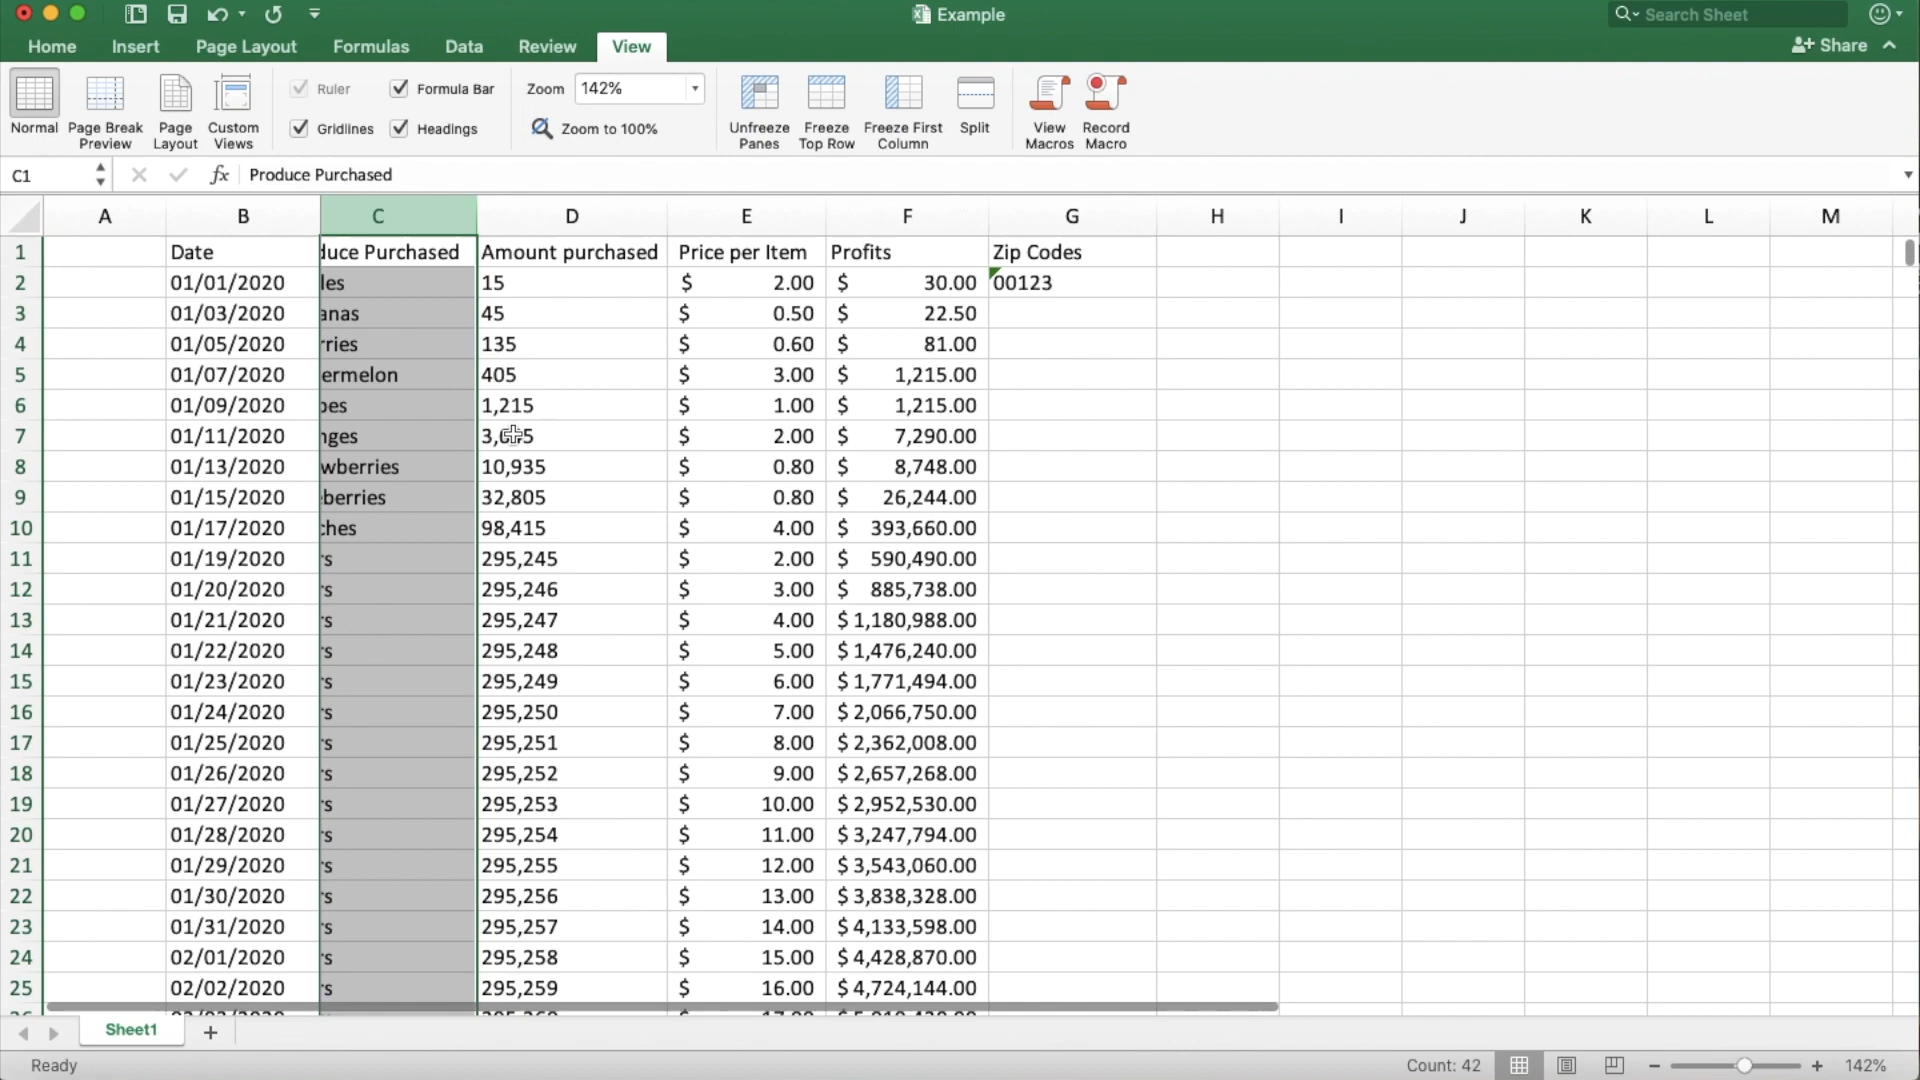 Example
Search Sheet
Home Insert Page Layout Formulas Data Review View Share
Ruler Formula Bar Zoom 142%
Gridlines Headings Zoom to 100%
Normal Page Break Preview Page Layout Custom Views Unfreeze Panes Freeze Top Row Freeze First Column Split View Macros Record Macro
C1 fx Produce Purchased
A B C D E F G H I J K L M
1 Date duce Purchased Amount purchased Price per Item Profits Zip Codes
2 01/01/2020 les 15 $ 2.00 $ 30.00 00123
3 01/03/2020 anas 45 $ 0.50 $ 22.50
4 01/05/2020 rries 135 $ 0.60 $ 81.00
5 01/07/2020 ermelon 405 $ 3.00 $ 1,215.00
6 01/09/2020 pes 1,215 $ 1.00 $ 1,215.00
7 01/11/2020 nges $ 2.00 $ 7,290.00
8 01/13/2020 wberries 10,935 $ 0.80 $ 8,748.00
9 01/15/2020 berries 32,805 $ 0.80 $ 26,244.00
10 01/17/2020 ches 98,415 $ 4.00 $ 393,660.00
11 01/19/2020 rs 295,245 $ 2.00 $ 590,490.00
12 01/20/2020 rs 295,246 $ 3.00 $ 885,738.00
13 01/21/2020 rs 295,247 $ 4.00 $ 1,180,988.00
14 01/22/2020 rs 295,248 $ 5.00 $ 1,476,240.00
15 01/23/2020 rs 295,249 $ 6.00 $ 1,771,494.00
16 01/24/2020 rs 295,250 $ 7.00 $ 2,066,750.00
17 01/25/2020 rs 295,251 $ 8.00 $ 2,362,008.00
18 01/26/2020 rs 295,252 $ 9.00 $ 2,657,268.00
19 01/27/2020 rs 295,253 $ 10.00 $ 2,952,530.00
20 01/28/2020 rs 295,254 $ 11.00 $ 3,247,794.00
21 01/29/2020 rs 295,255 $ 12.00 $ 3,543,060.00
22 01/30/2020 rs 295,256 $ 13.00 $ 3,838,328.00
23 01/31/2020 rs 295,257 $ 14.00 $ 4,133,598.00
24 02/01/2020 rs 295,258 $ 15.00 $ 4,428,870.00
25 02/02/2020 rs 295,259 $ 16.00 $ 4,724,144.00
Sheet1
Ready Count: 42 142%